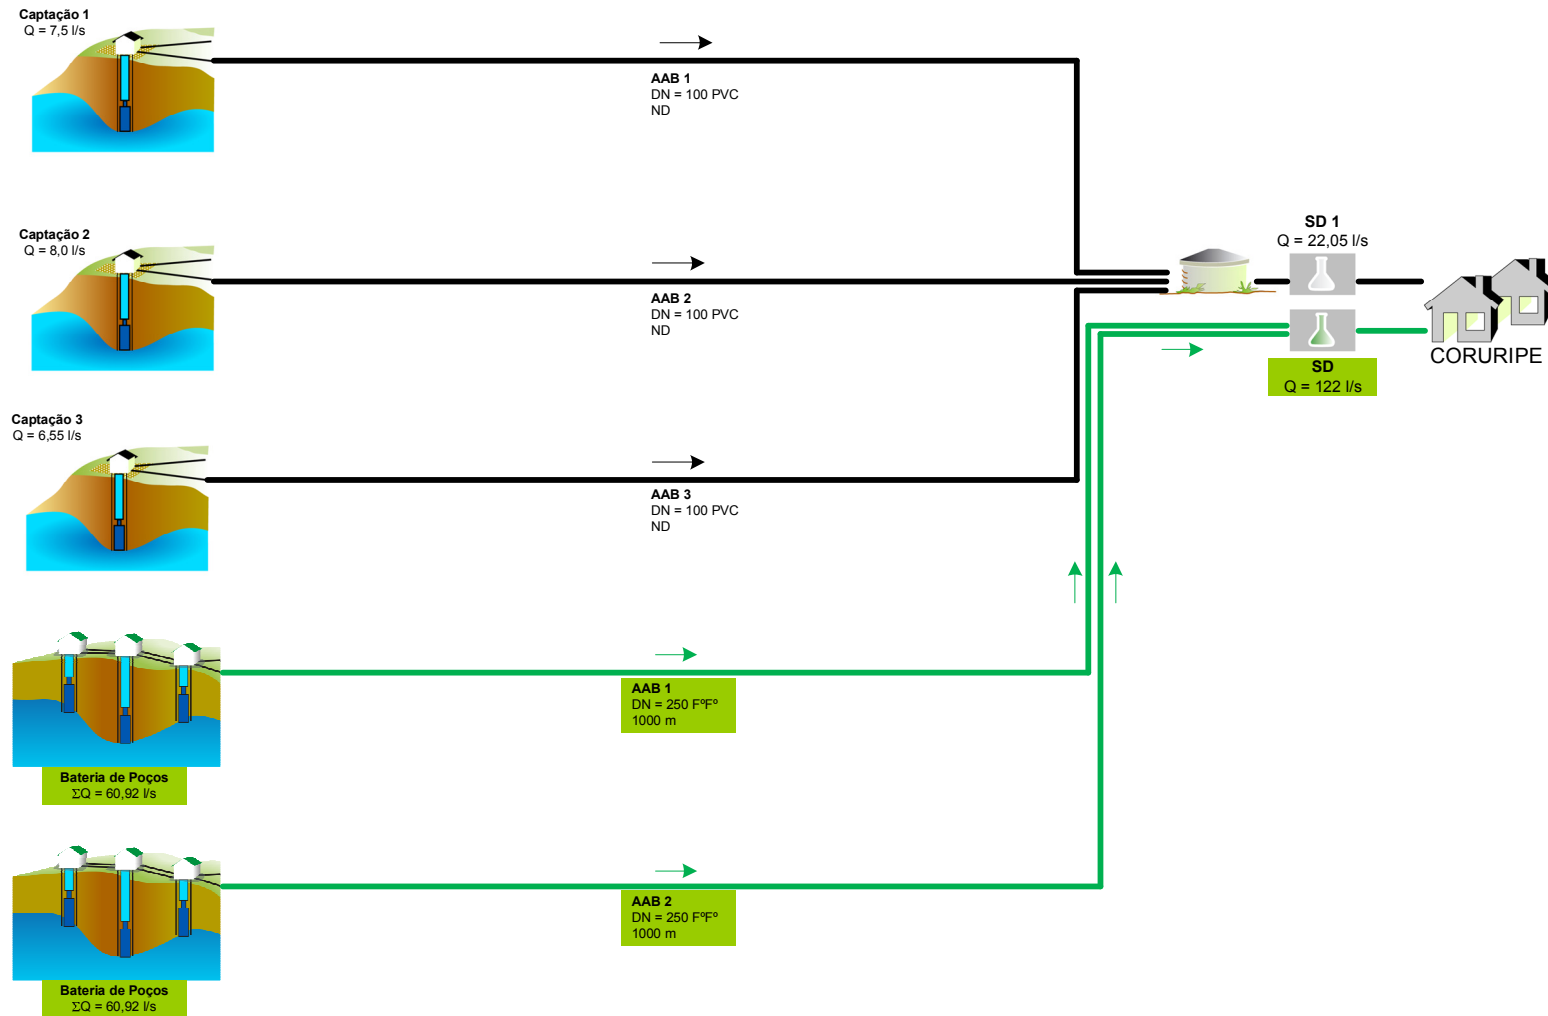 Captação 1
Q = 7,5 l/s
AAB 1
DN = 100 PVC
ND
Captação 2
Q = 8,0 l/s
AAB 2
DN = 100 PVC
ND
SD 1
Q = 22,05 l/s
CORURIPE
SD
Q = 122 l/s
Captação 3
Q = 6,55 l/s
AAB 3
DN = 100 PVC
ND
AAB 1
DN = 250 FºFº
1000 m
Bateria de Poços
ΣQ = 60,92 l/s
AAB 2
DN = 250 FºFº
1000 m
Bateria de Poços
ΣQ = 60,92 l/s